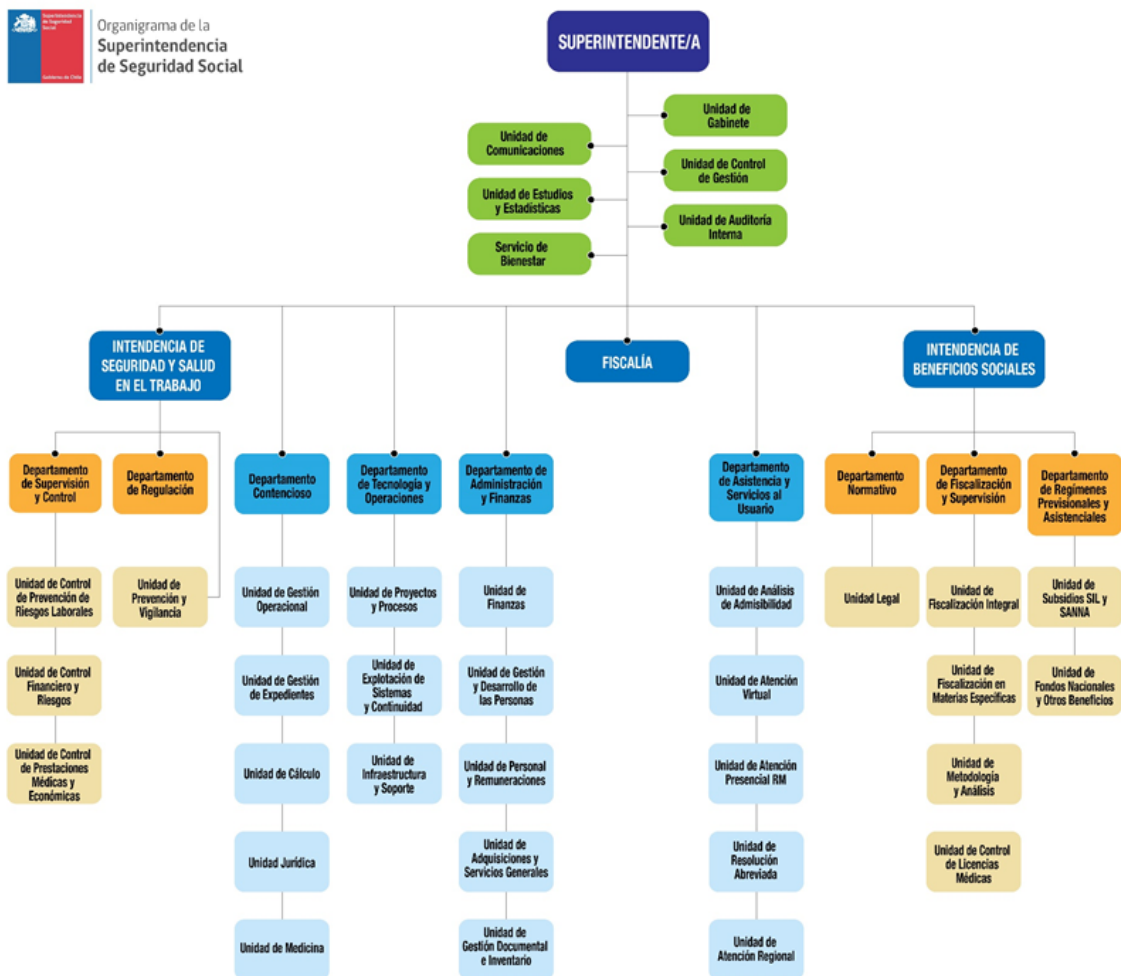 Superintendencia
de Seguridad
Social
Gobierno de Chile
Organigrama de la
Superintendencia
de Seguridad Social
SUPERINTENDENTE/A
Unidad de
Gabinete
Unidad de
Comunicaciones
Unidad de Control
de Gestión
Unidad de Estudios
y Estadísticas
Unidad de Auditoría
Interna
Servicio de
Bienestar
INTENDENCIA DE
SEGURIDAD Y SALUD
EN EL TRABAJO
FISCALÍA
INTENDENCIA DE
BENEFICIOS SOCIALES
Departamento
de Supervisión
y Control
Departamento
de Regulación
Departamento
Contencioso
Departamento
de Tecnología y
Operaciones
Departamento de
Administración
y Finanzas
Departamento
de Asistencia y
Servicios al
Usuario
Departamento
Normativo
Departamento
de Fiscalización
y Supervisión
Departamento
de Regímenes
Previsionales y
Asistenciales
Unidad de Control
de Prevención de
Riesgos Laborales
Unidad de
Prevención y
Vigilancia
Unidad de Gestión
Operacional
Unidad de Proyectos
y Procesos
Unidad de
Finanzas
Unidad de Análisis
de Admisibilidad
Unidad Legal
Unidad de
Fiscalización Integral
Unidad de
Subsidios SIL y
SANNA
Unidad de Control
Financiero y
Riesgos
Unidad de Gestión
de Expedientes
Unidad de
Explotación de
Sistemas
y Continuidad
Unidad de Gestión
y Desarrollo de
las Personas
Unidad de Atención
Virtual
Unidad de
Fiscalización en
Materias Específicas
Unidad de
Fondos Nacionales
y Otros Beneficios
Unidad de Control
de Prestaciones
Médicas y
Económicas
Unidad de Cálculo
Unidad de
Infraestructura
y Soporte
Unidad de Personal
y Remuneraciones
Unidad de Atención
Presencial RM
Unidad de
Metodología
y Análisis
Unidad Jurídica
Unidad de
Adquisiciones y
Servicios Generales
Unidad de
Resolución
Abreviada
Unidad de Control
de Licencias
Médicas
Unidad de Medicina
Unidad de
Gestión Documental
e Inventario
Unidad de
Atención Regional